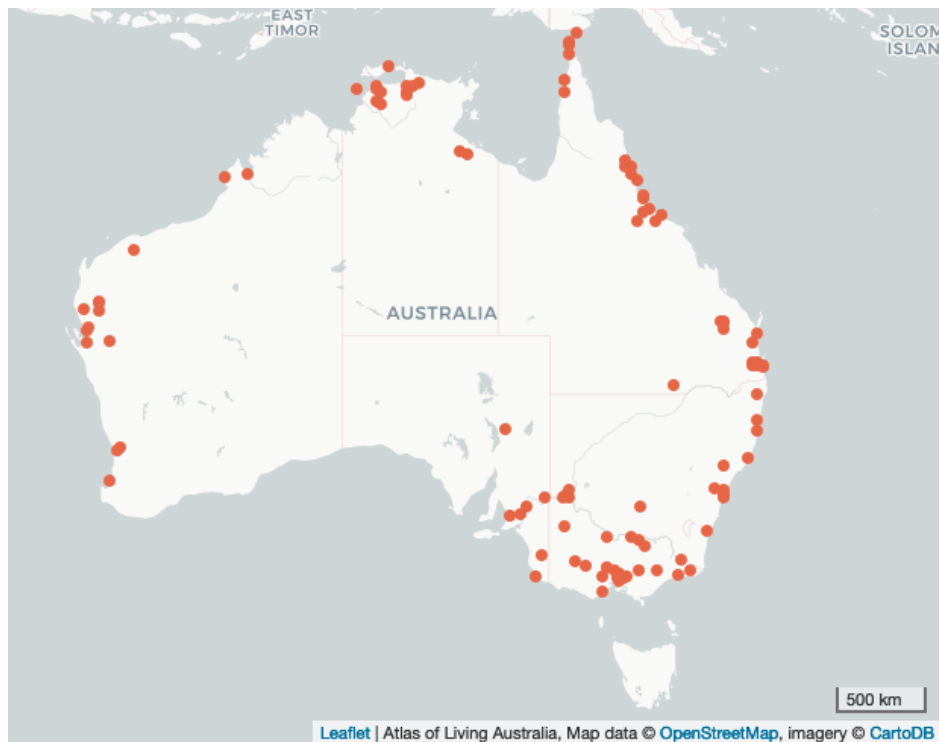 EAST
TIMOR
SOLOM
ISLAN
AUSTRALIA
500 km
Leaflet | Atlas of Living Australia, Map data © OpenStreetMap, imagery © CartoDB